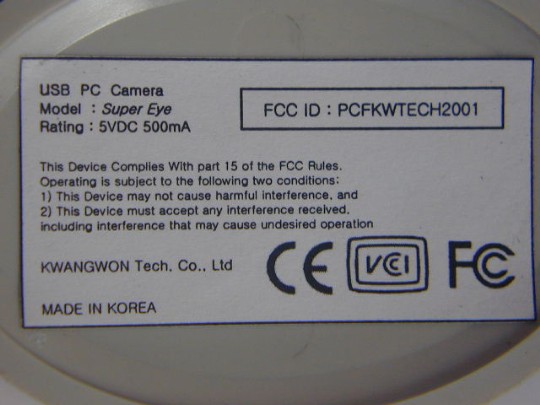 USB PC Camera
Model : Super Eye
Rating : 5VDC 500mA
FCC ID : PCFKWTECH2001
This Device Complies With part 15 of the FCC Rules.
Operating is subject to the following two conditions:
1) This Device may not cause harmful interference, and
2) This Device must accept any interference received,
including interference that may cause undesired operation
KWANGWON Tech. Co., Ltd
CE VCCI FC
MADE IN KOREA